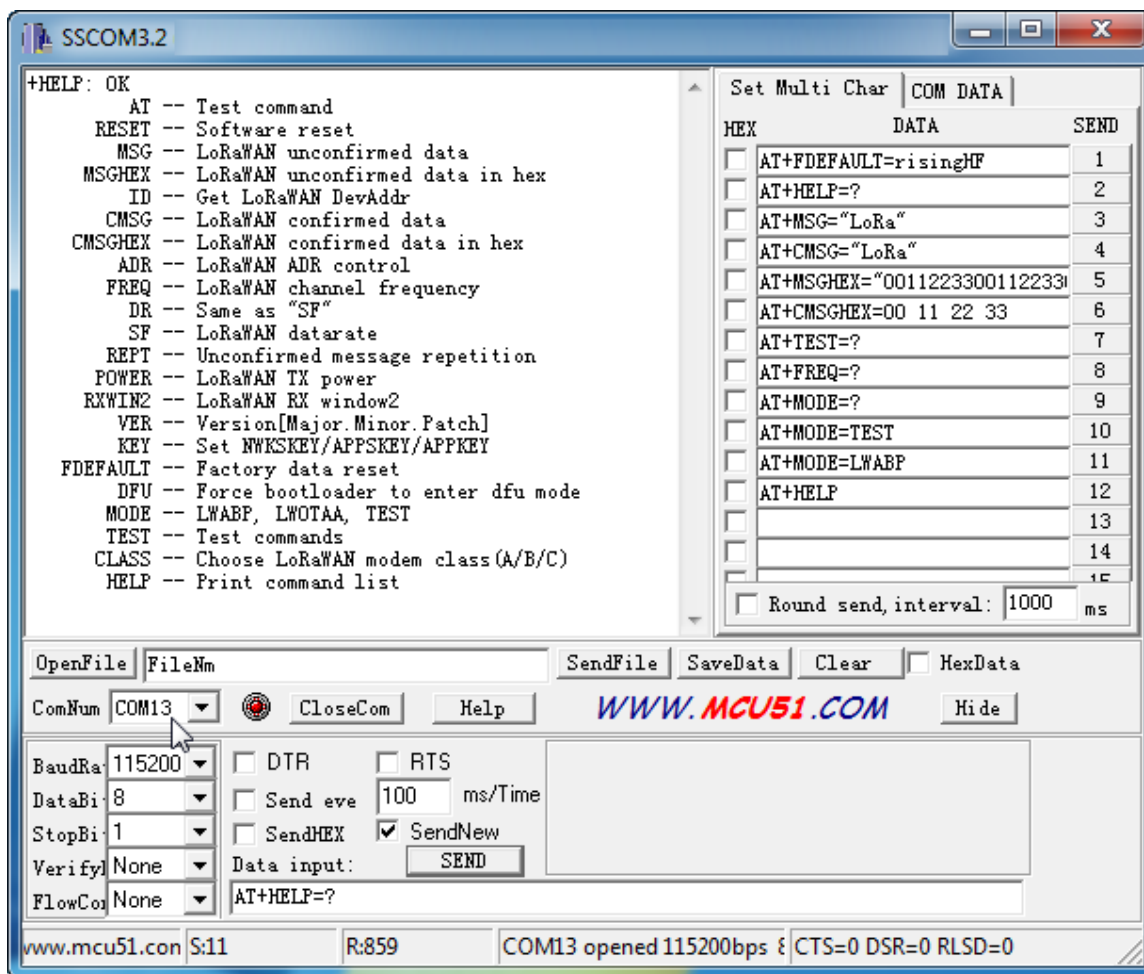 SSCOM3.2
+HELP: OK
AT -- Test command
RESET -- Software reset
MSG -- LoRaWAN unconfirmed data
MSGHEX -- LoRaWAN unconfirmed data in hex
ID -- Get LoRaWAN DevAddr
CMSG -- LoRaWAN confirmed data
CMSGHEX -- LoRaWAN confirmed data in hex
ADR -- LoRaWAN ADR control
FREQ -- LoRaWAN channel frequency
DR -- Same as "SF"
SF -- LoRaWAN datarate
REPT -- Unconfirmed message repetition
POWER -- LoRaWAN TX power
RXWIN2 -- LoRaWAN RX window2
VER -- Version[Major.Minor.Patch]
KEY -- Set NWKSKEY/APPSKEY/APPKEY
FDEFAULT -- Factory data reset
DFU -- Force bootloader to enter dfu mode
MODE -- LWABP, LWOTAA, TEST
TEST -- Test commands
CLASS -- Choose LoRaWAN modem class(A/B/C)
HELP -- Print command list
Set Multi Char COM DATA
HEX DATA SEND
AT+FDEFAULT=risingHF 1
AT+HELP=? 2
AT+MSG="LoRa" 3
AT+CMSG="LoRa" 4
AT+MSGHEX="0011223300112233 5
AT+CMSGHEX=00 11 22 33 6
AT+TEST=? 7
AT+FREQ=? 8
AT+MODE=? 9
AT+MODE=TEST 10
AT+MODE=LWABP 11
AT+HELP 12
13
14
15
Round send,interval: 1000 ms
OpenFile FileNm SendFile SaveData Clear HexData
ComNum COM13 CloseCom Help WWW.MCU51.COM Hide
BaudRa 115200 DTR RTS
DataBi 8 Send eve 100 ms/Time
StopBi 1 SendHEX SendNew
Verify None Data input: SEND
FlowCo None AT+HELP=?
www.mcu51.con S:11 R:859 COM13 opened 115200bps 8 CTS=0 DSR=0 RLSD=0